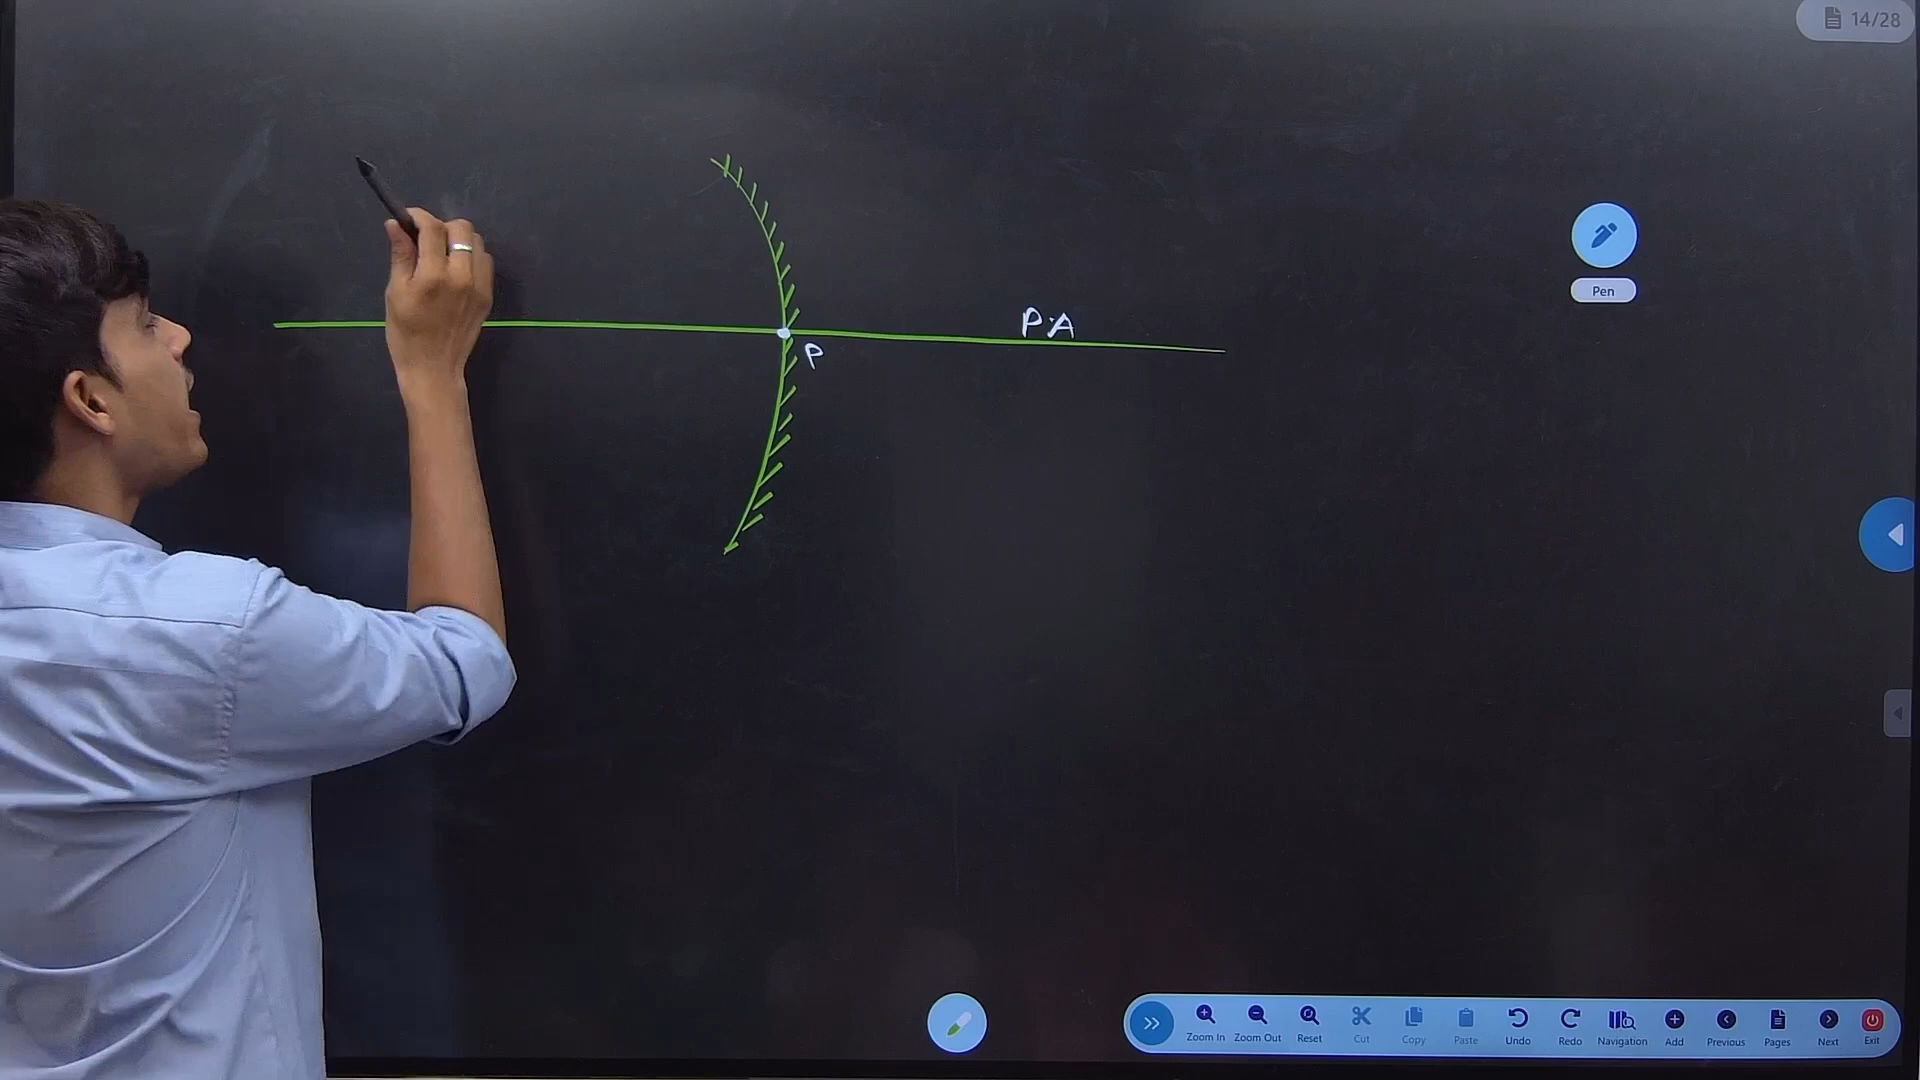 14/28
Pen
P.A
P
Zoom In Zoom Out Reset Cut Copy Paste Undo Redo Navigation Add Previous Pages Next Exit